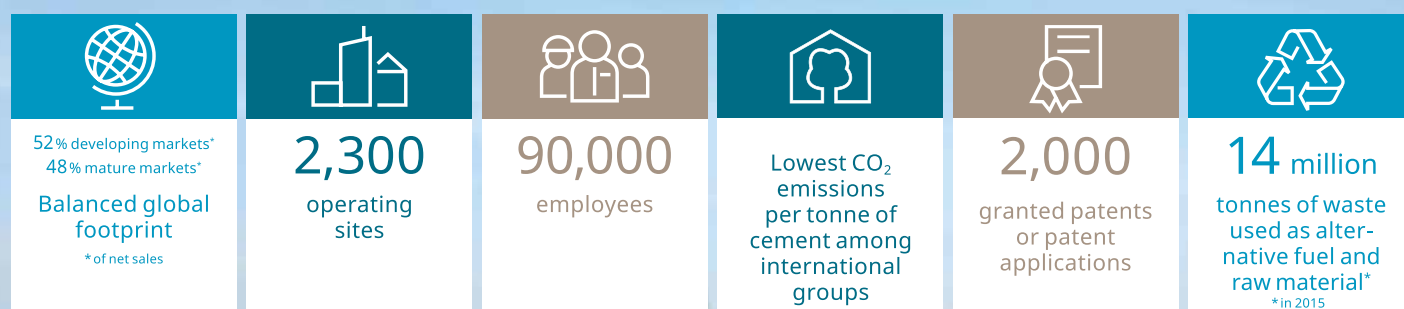 52% developing markets*
48% mature markets*
Balanced global
footprint
* of net sales
2,300
operating
sites
90,000
employees
Lowest CO₂
emissions
per tonne of
cement among
international
groups
2,000
granted patents
or patent
applications
14 million
tonnes of waste
used as alter-
native fuel and
raw material*
* in 2015